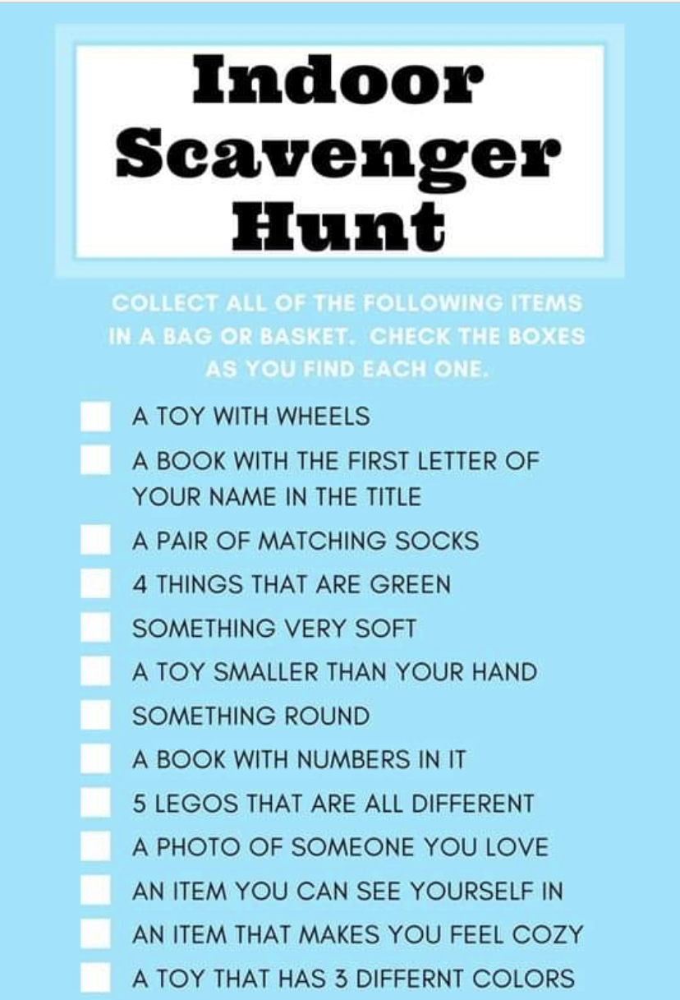 Indoor
Scavenger
Hunt
COLLECT ALL OF THE FOLLOWING ITEMS
IN A BAG OR BASKET. CHECK THE BOXES
AS YOU FIND EACH ONE.
A TOY WITH WHEELS
A BOOK WITH THE FIRST LETTER OF
YOUR NAME IN THE TITLE
A PAIR OF MATCHING SOCKS
4 THINGS THAT ARE GREEN
SOMETHING VERY SOFT
A TOY SMALLER THAN YOUR HAND
SOMETHING ROUND
A BOOK WITH NUMBERS IN IT
5 LEGOS THAT ARE ALL DIFFERENT
A PHOTO OF SOMEONE YOU LOVE
AN ITEM YOU CAN SEE YOURSELF IN
AN ITEM THAT MAKES YOU FEEL COZY
A TOY THAT HAS 3 DIFFERNT COLORS